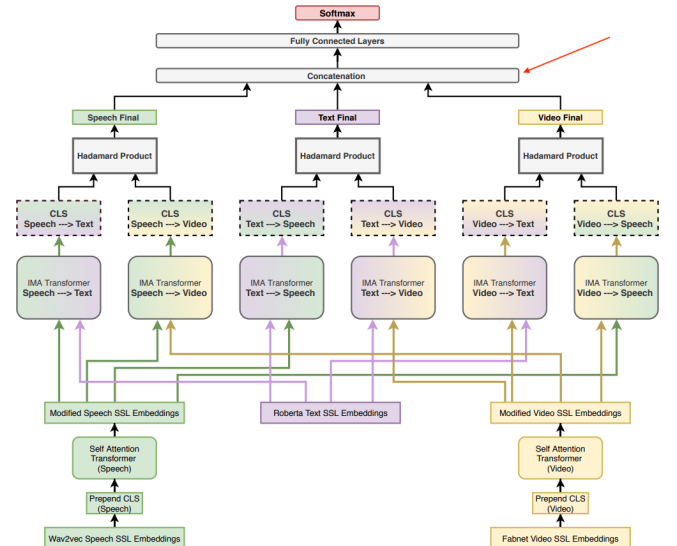 Softmax
Fully Connected Layers
Concatenation
Speech Final
Text Final
Video Final
Hadamard Product
Hadamard Product
Hadamard Product
CLS
Speech ---> Text
CLS
Speech ---> Video
CLS
Text ---> Speech
CLS
Text ---> Video
CLS
Video ---> Text
CLS
Video ---> Speech
IMA Transformer
Speech ---> Text
IMA Transformer
Speech ---> Video
IMA Transformer
Text ---> Speech
IMA Transformer
Text ---> Video
IMA Transformer
Video ---> Text
IMA Transformer
Video ---> Speech
Modified Speech SSL Embeddings
Roberta Text SSL Embeddings
Modified Video SSL Embeddings
Self Attention
Transformer
(Speech)
Self Attention
Transformer
(Video)
Prepend CLS
(Speech)
Prepend CLS
(Video)
Wav2vec Speech SSL Embeddings
Fabnet Video SSL Embeddings